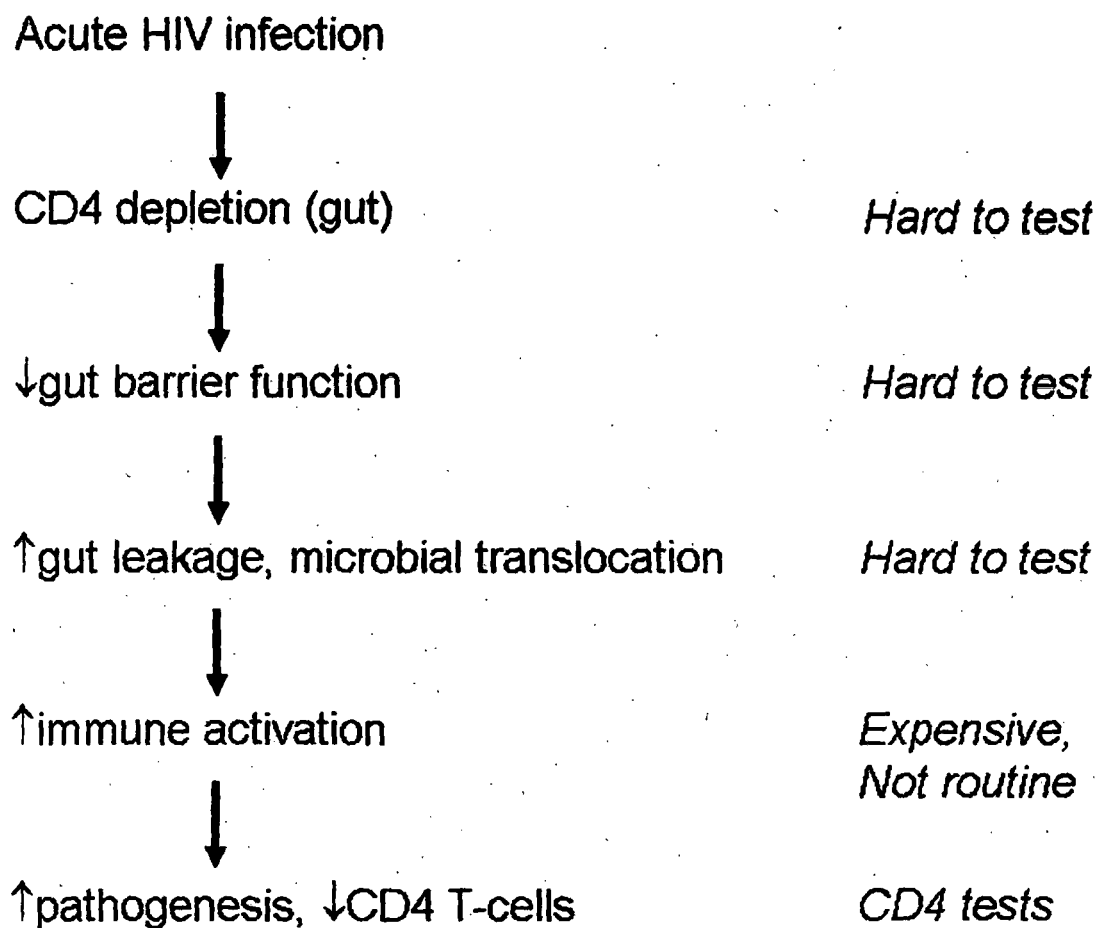 Acute HIV infection
CD4 depletion (gut) Hard to test
↓gut barrier function Hard to test
↑gut leakage, microbial translocation Hard to test
↑immune activation Expensive,
Not routine
↑pathogenesis, ↓CD4 T-cells CD4 tests